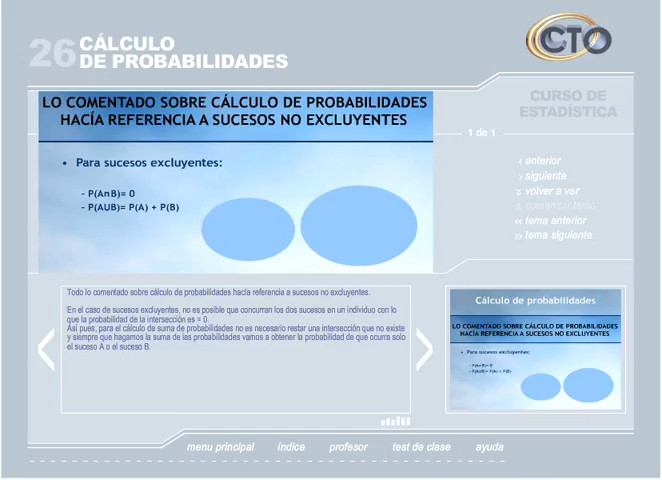 26
CÁLCULO
DE PROBABILIDADES
CTO
LO COMENTADO SOBRE CÁLCULO DE PROBABILIDADES
HACÍA REFERENCIA A SUCESOS NO EXCLUYENTES
• Para sucesos excluyentes:
– P(A∩B)= 0
– P(AUB)= P(A) + P(B)
CURSO DE
ESTADÍSTICA
1 de 1
‹ anterior
› siguiente
volver a ver
comenzar tema
‹‹ tema anterior
›› tema siguiente
Todo lo comentado sobre cálculo de probabilidades hacía referencia a sucesos no excluyentes.
En el caso de sucesos excluyentes, no es posible que concurran los dos sucesos en un individuo con lo
que la probabilidad de la intersección es = 0.
Así pues, para el cálculo de suma de probabilidades no es necesario restar una intersección que no existe
y siempre que hagamos la suma de las probabilidades vamos a obtener la probabilidad de que ocurra solo
el suceso A o el suceso B.
Cálculo de probabilidades
LO COMENTADO SOBRE CÁLCULO DE PROBABILIDADES
HACÍA REFERENCIA A SUCESOS NO EXCLUYENTES
• Para sucesos excluyentes:
– P(A∩B)= 0
– P(AUB)= P(A) + P(B)
menu principal índice profesor test de clase ayuda